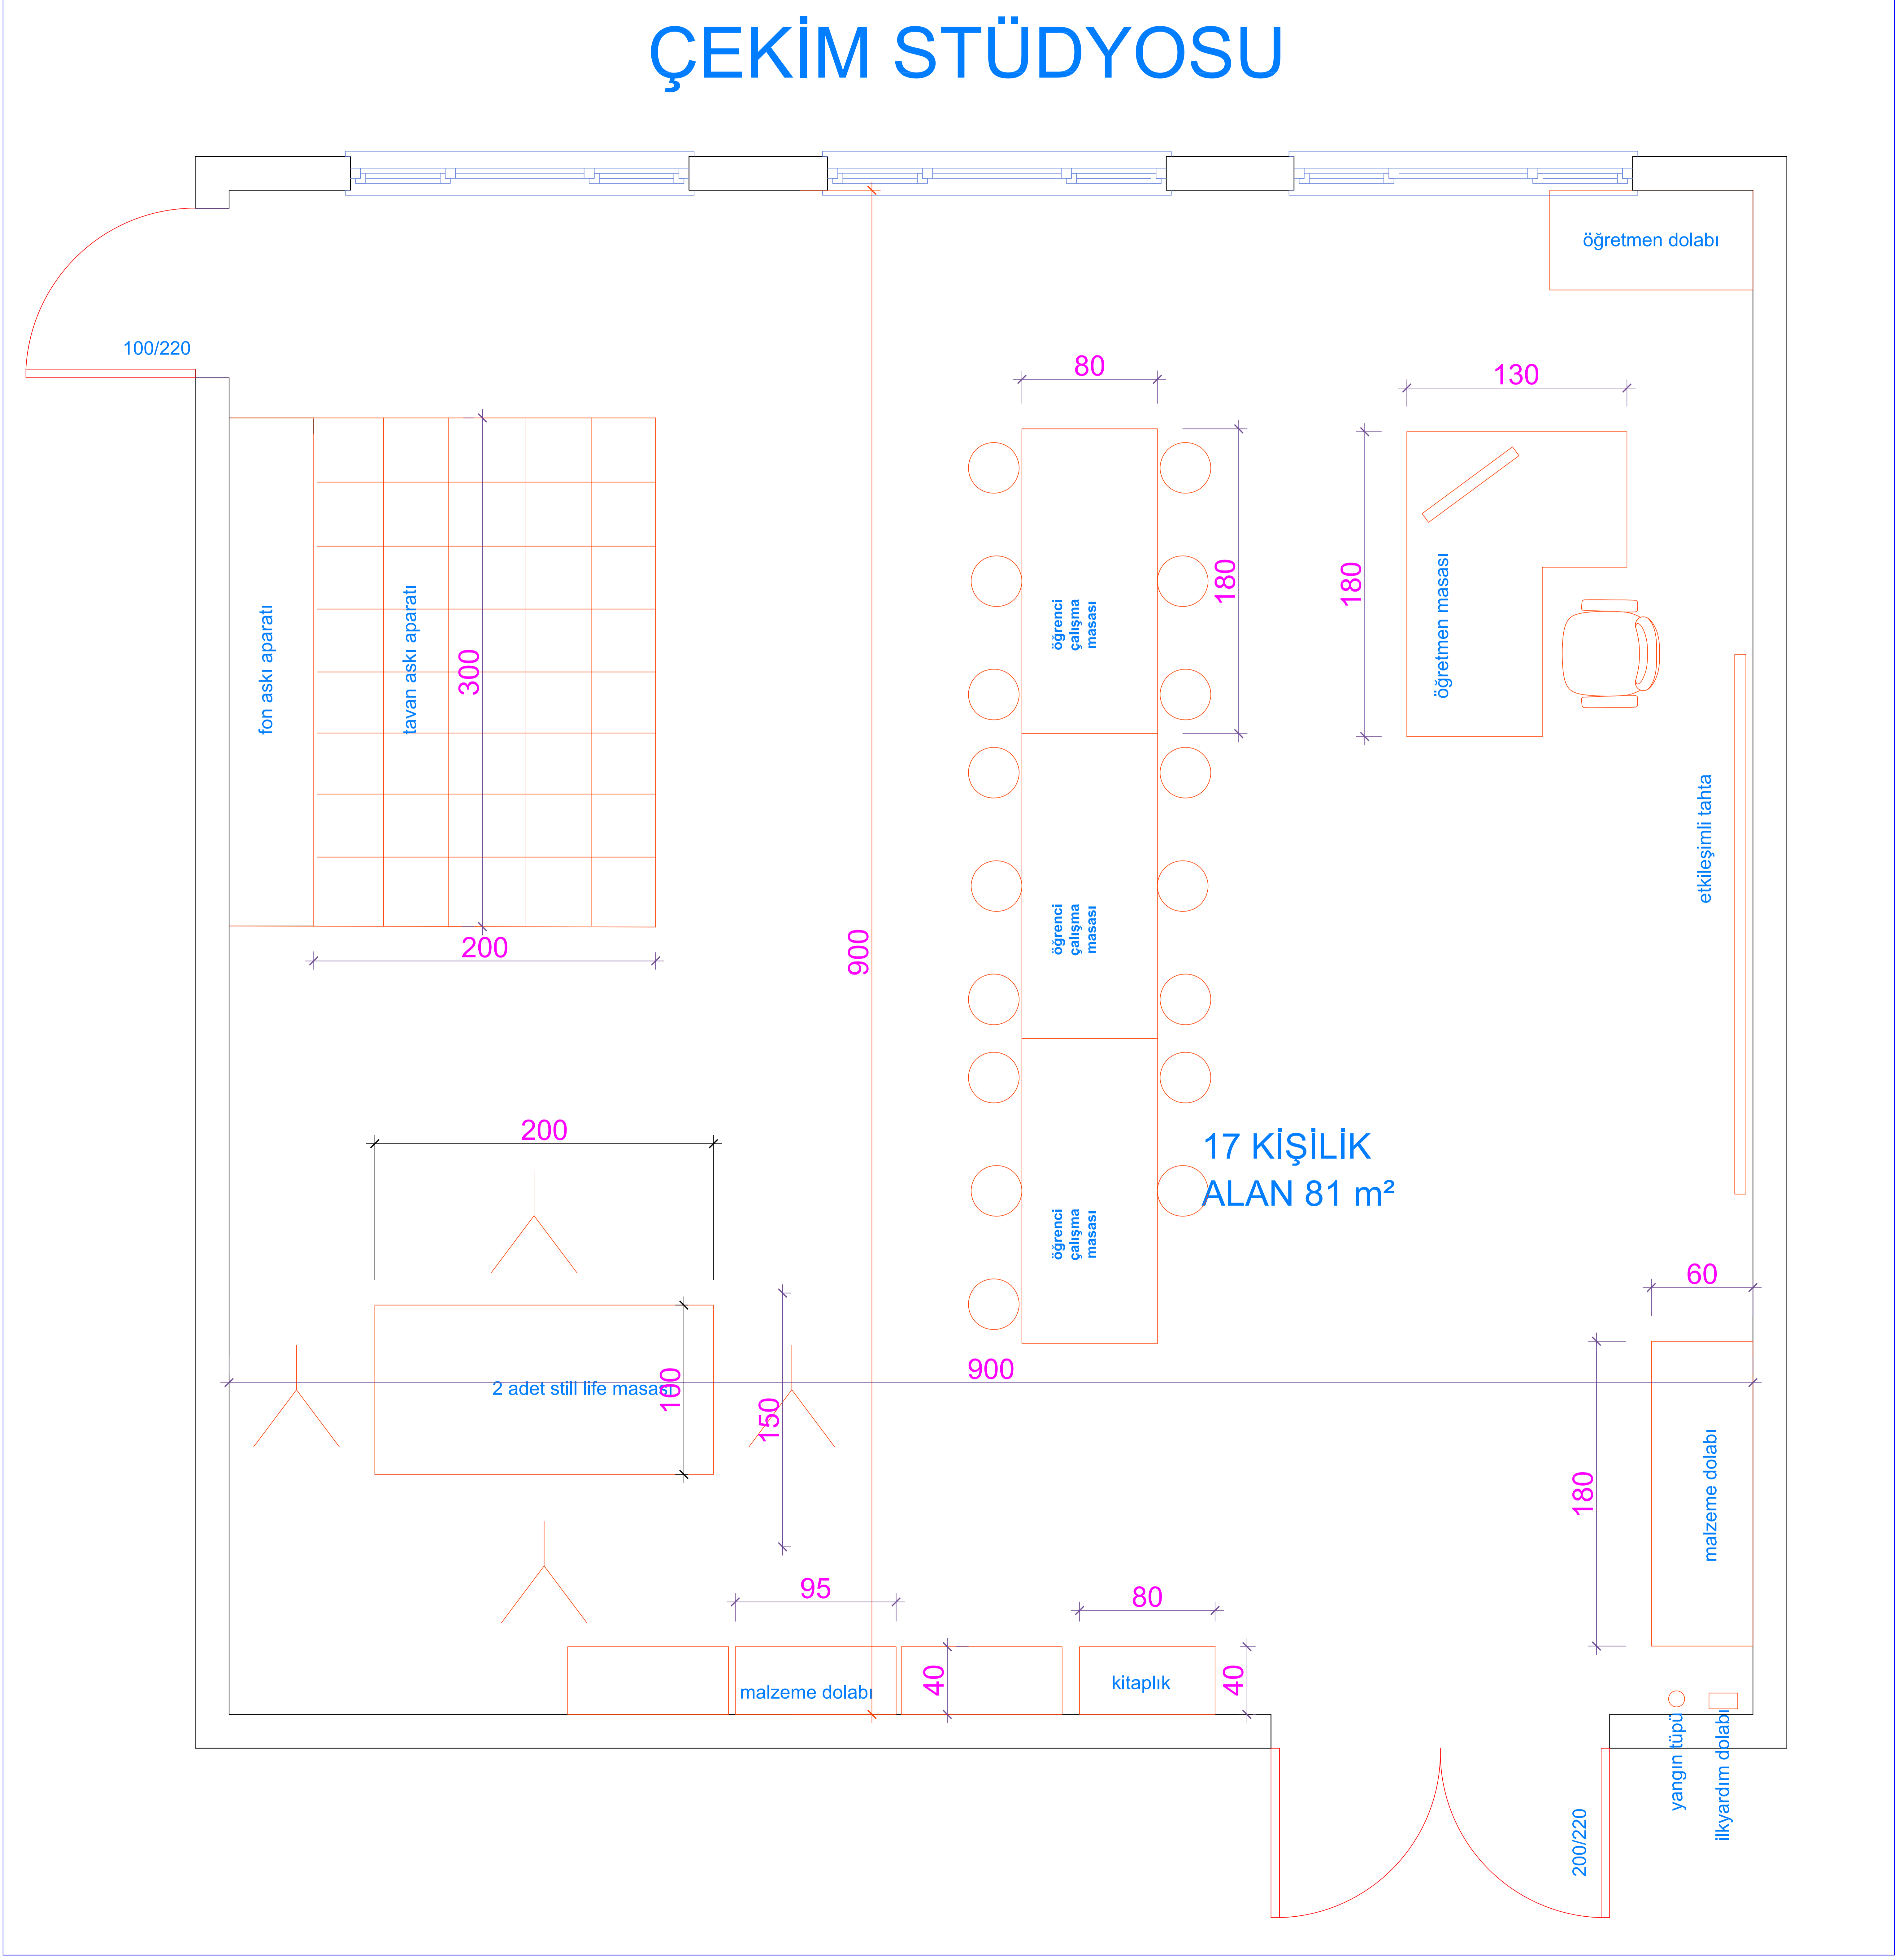 ÇEKİM STÜDYOSU
öğretmen dolabı
100/220
80
130
fon askı aparatı
tavan askı aparatı
300
öğrenci
çalışma
masası
180
180
öğretmen masası
etkileşimli tahta
200
900
öğrenci
çalışma
masası
200
17 KİŞİLİK
ALAN 81 m²
öğrenci
çalışma
masası
60
900
2 adet still life masası
100
150
180
malzeme dolabı
95
80
malzeme dolabı
40
kitaplık
40
yangın tüpü
ilkyardım dolabı
200/220